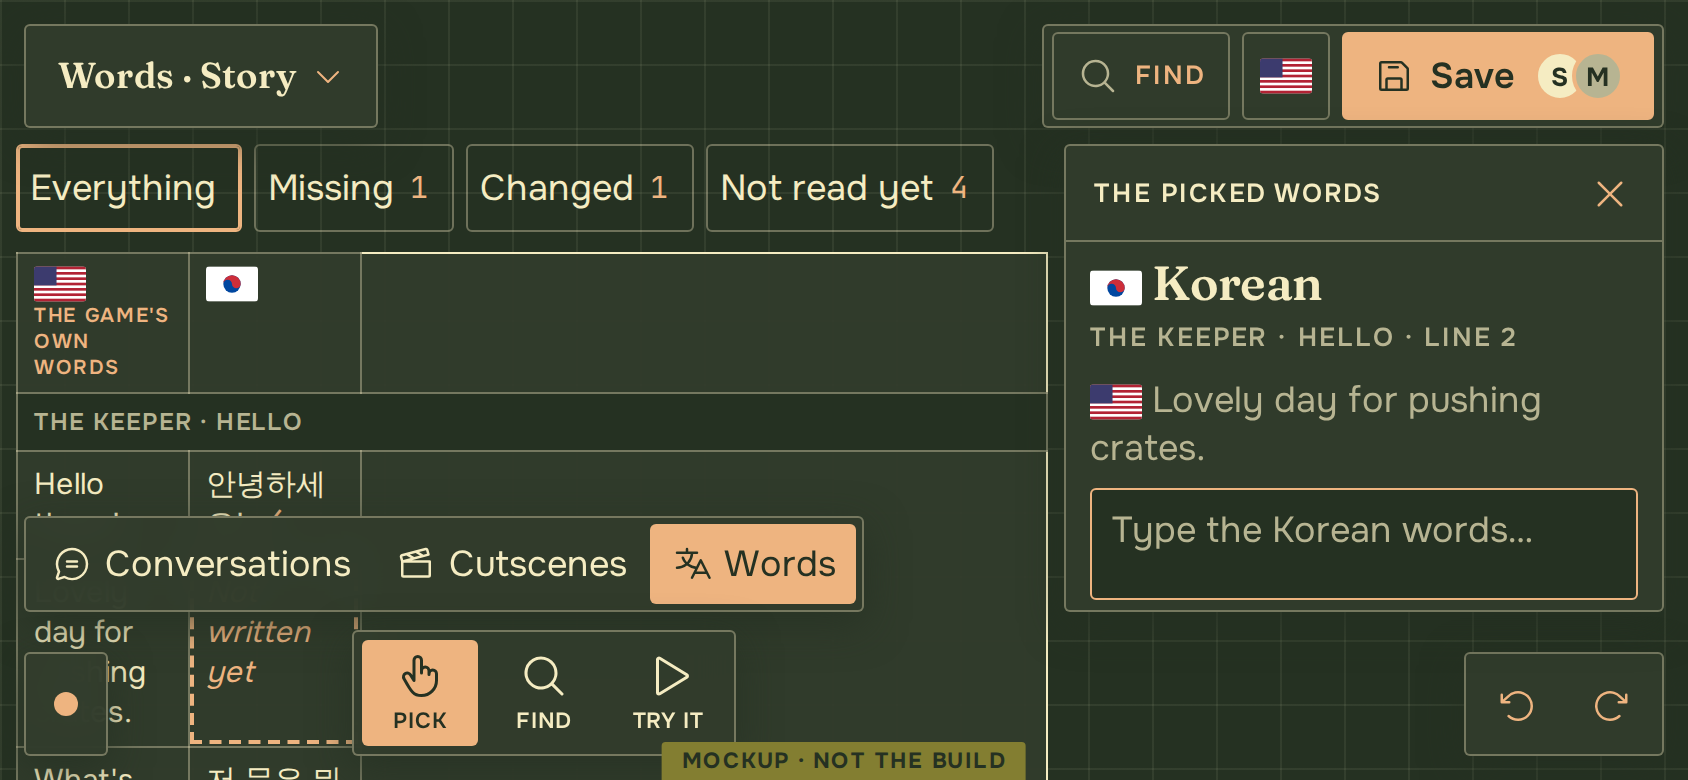 Words · Story
FIND
Save
S
M
Everything
Missing 1
Changed 1
Not read yet 4
THE PICKED WORDS
THE GAME'S
OWN
WORDS
Korean
THE KEEPER · HELLO · LINE 2
Lovely day for pushing
crates.
THE KEEPER · HELLO
Hello
안녕하세
Type the Korean words...
Conversations
Cutscenes
Words
day for
written
yet
PICK
FIND
TRY IT
MOCKUP · NOT THE BUILD
What's